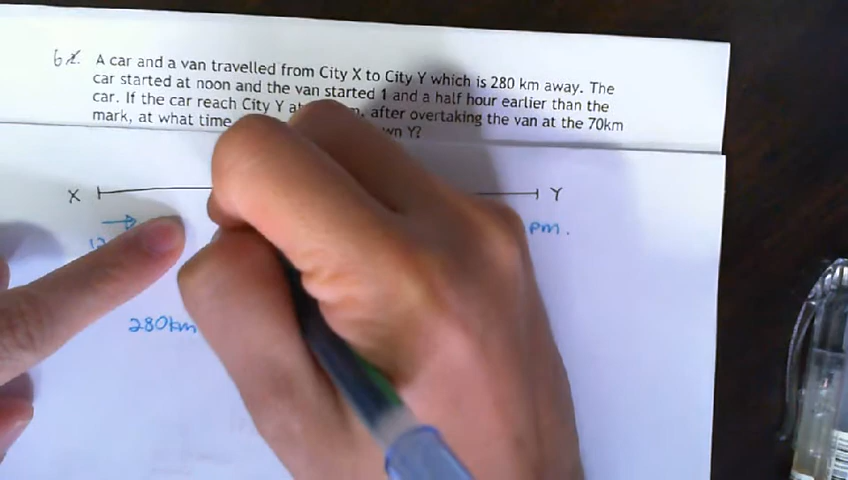 6x. A car and a van travelled from City X to City Y which is 280 km away. The
car started at noon and the van started 1 and a half hour earlier than the
car. If the car reach City Y at after overtaking the van at the 70km
mark, at what time Y?
X Y
pm.
280km